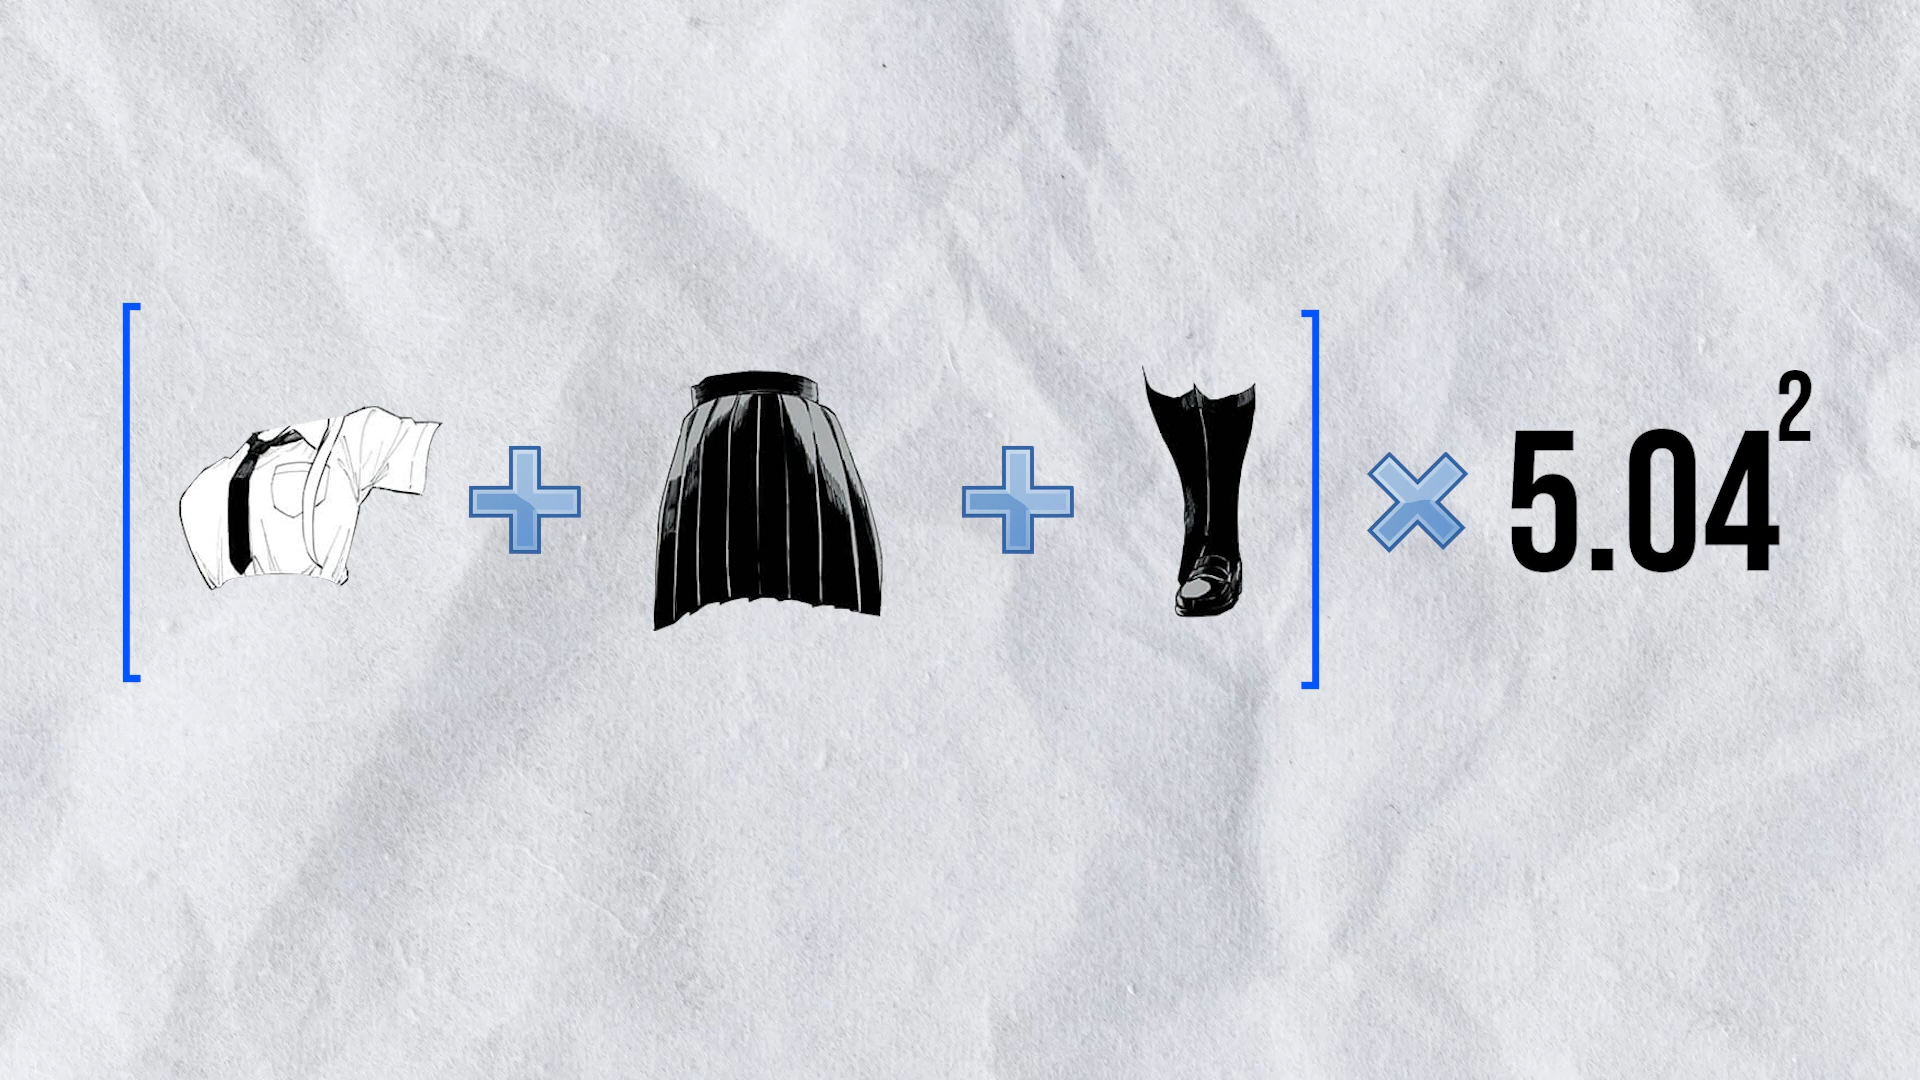 [ + + ] × 5.04²